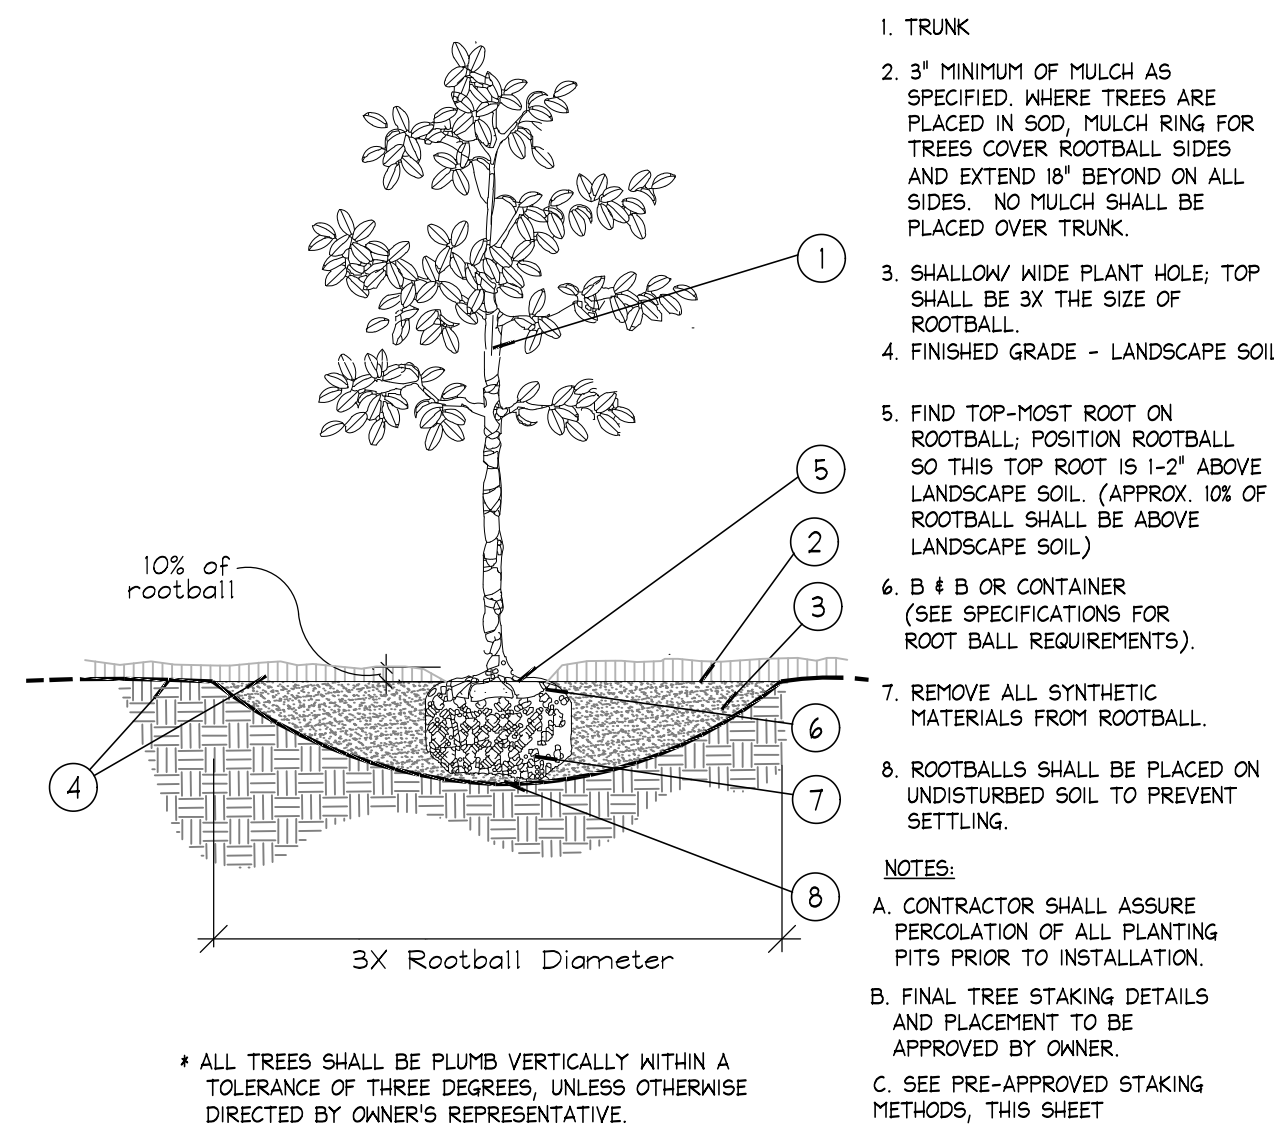 1. TRUNK
2. 3" MINIMUM OF MULCH AS
SPECIFIED. WHERE TREES ARE
PLACED IN SOD, MULCH RING FOR
TREES COVER ROOTBALL SIDES
AND EXTEND 18" BEYOND ON ALL
SIDES. NO MULCH SHALL BE
PLACED OVER TRUNK.
3. SHALLOW/ WIDE PLANT HOLE; TOP
SHALL BE 3X THE SIZE OF
ROOTBALL.
4. FINISHED GRADE - LANDSCAPE SOIL
5. FIND TOP-MOST ROOT ON
ROOTBALL; POSITION ROOTBALL
SO THIS TOP ROOT IS 1-2" ABOVE
LANDSCAPE SOIL. (APPROX. 10% OF
ROOTBALL SHALL BE ABOVE
LANDSCAPE SOIL)
6. B & B OR CONTAINER
(SEE SPECIFICATIONS FOR
ROOT BALL REQUIREMENTS).
7. REMOVE ALL SYNTHETIC
MATERIALS FROM ROOTBALL.
8. ROOTBALLS SHALL BE PLACED ON
UNDISTURBED SOIL TO PREVENT
SETTLING.
NOTES:
A. CONTRACTOR SHALL ASSURE
PERCOLATION OF ALL PLANTING
PITS PRIOR TO INSTALLATION.
B. FINAL TREE STAKING DETAILS
AND PLACEMENT TO BE
APPROVED BY OWNER.
C. SEE PRE-APPROVED STAKING
METHODS, THIS SHEET
1
5
2
3
6
7
8
4
10% of
rootball
3X Rootball Diameter
* ALL TREES SHALL BE PLUMB VERTICALLY WITHIN A
TOLERANCE OF THREE DEGREES, UNLESS OTHERWISE
DIRECTED BY OWNER'S REPRESENTATIVE.